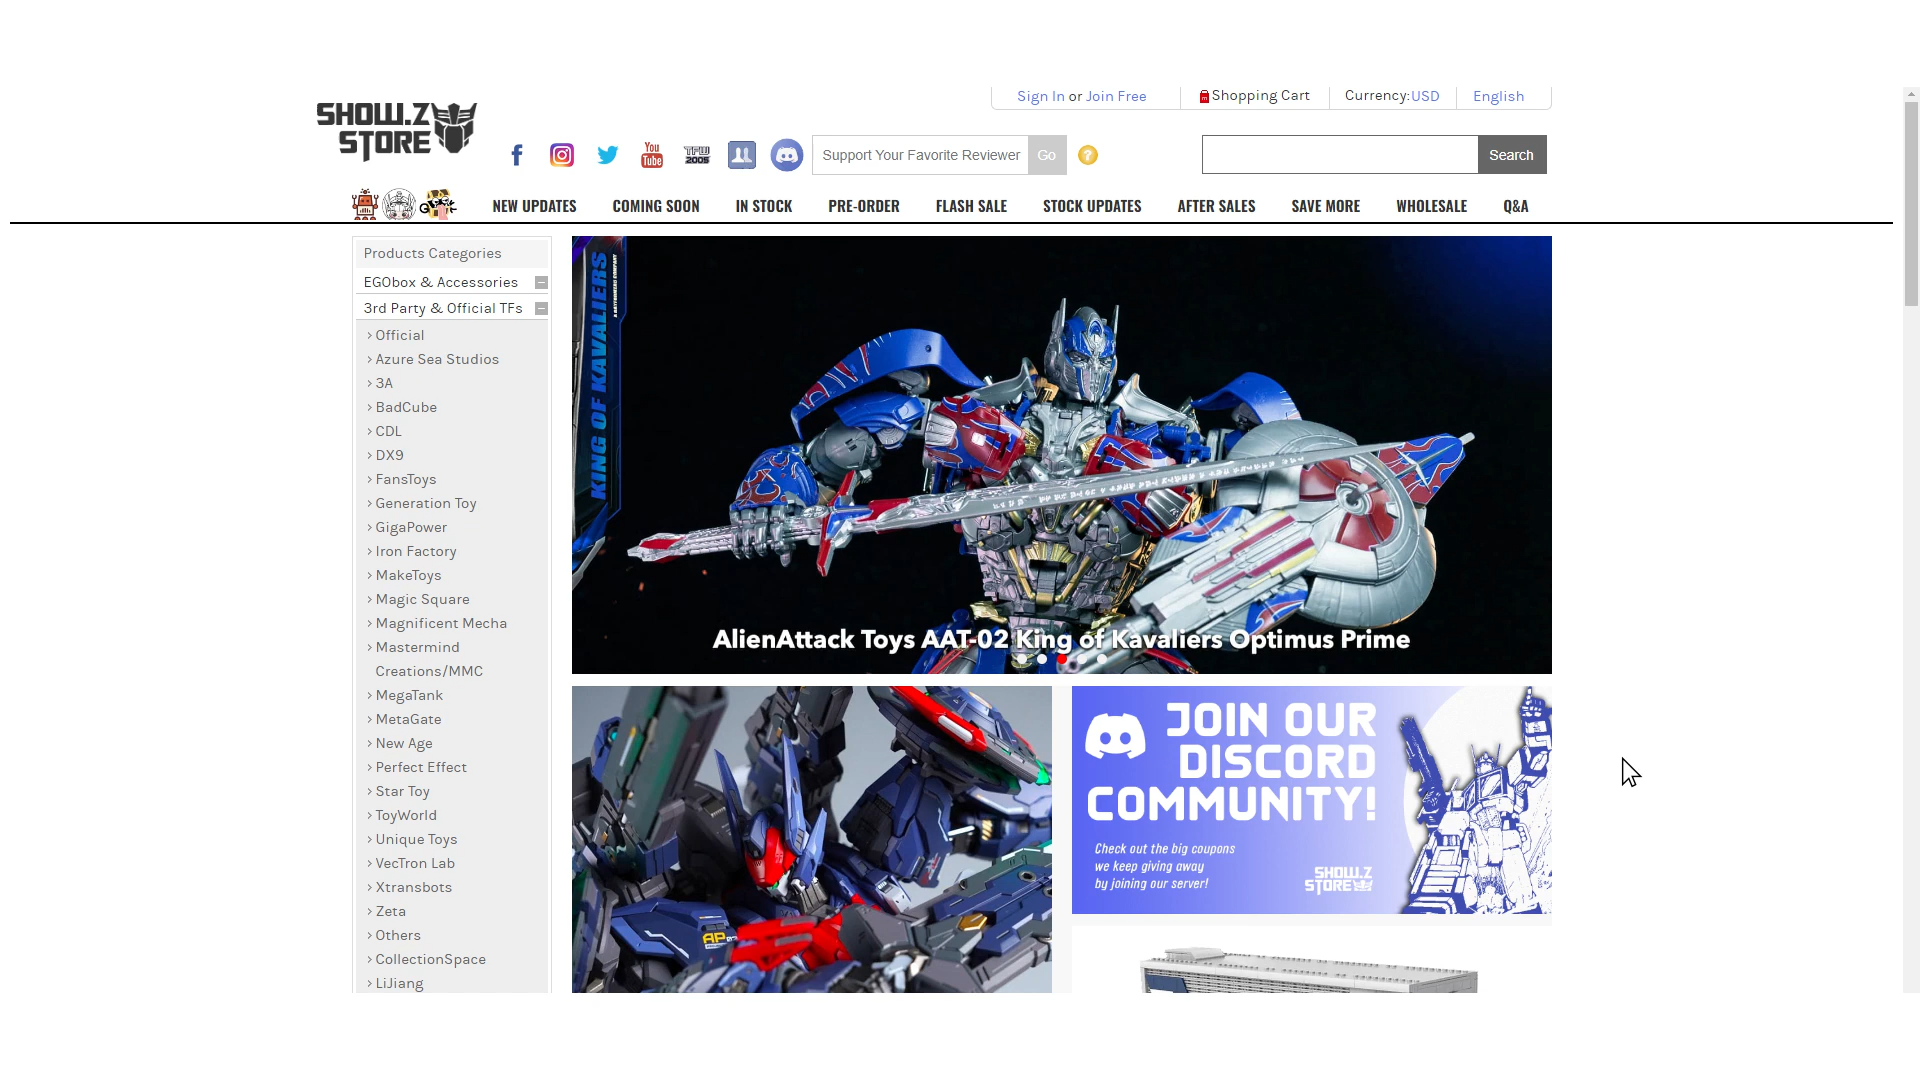 Sign In or Join Free
Shopping Cart
Currency:USD
English
SHOW.Z
STORE
You
Tube
TFW
2005
Support Your Favorite Reviewer
Go
?
Search
NEW UPDATES
COMING SOON
IN STOCK
PRE-ORDER
FLASH SALE
STOCK UPDATES
AFTER SALES
SAVE MORE
WHOLESALE
Q&A
Products Categories
EGObox & Accessories
3rd Party & Official TFs
Official
Azure Sea Studios
3A
BadCube
CDL
DX9
FansToys
Generation Toy
GigaPower
Iron Factory
MakeToys
Magic Square
Magnificent Mecha
Mastermind
Creations/MMC
MegaTank
MetaGate
New Age
Perfect Effect
Star Toy
ToyWorld
Unique Toys
VecTron Lab
Xtransbots
Zeta
Others
CollectionSpace
LiJiang
KING OF KAVALIERS
AlienAttack Toys AAT-02 King of Kavaliers Optimus Prime
AP
JOIN OUR
DISCORD
COMMUNITY!
Check out the big coupons
we keep giving away
by joining our server!
SHOW.Z
STORE